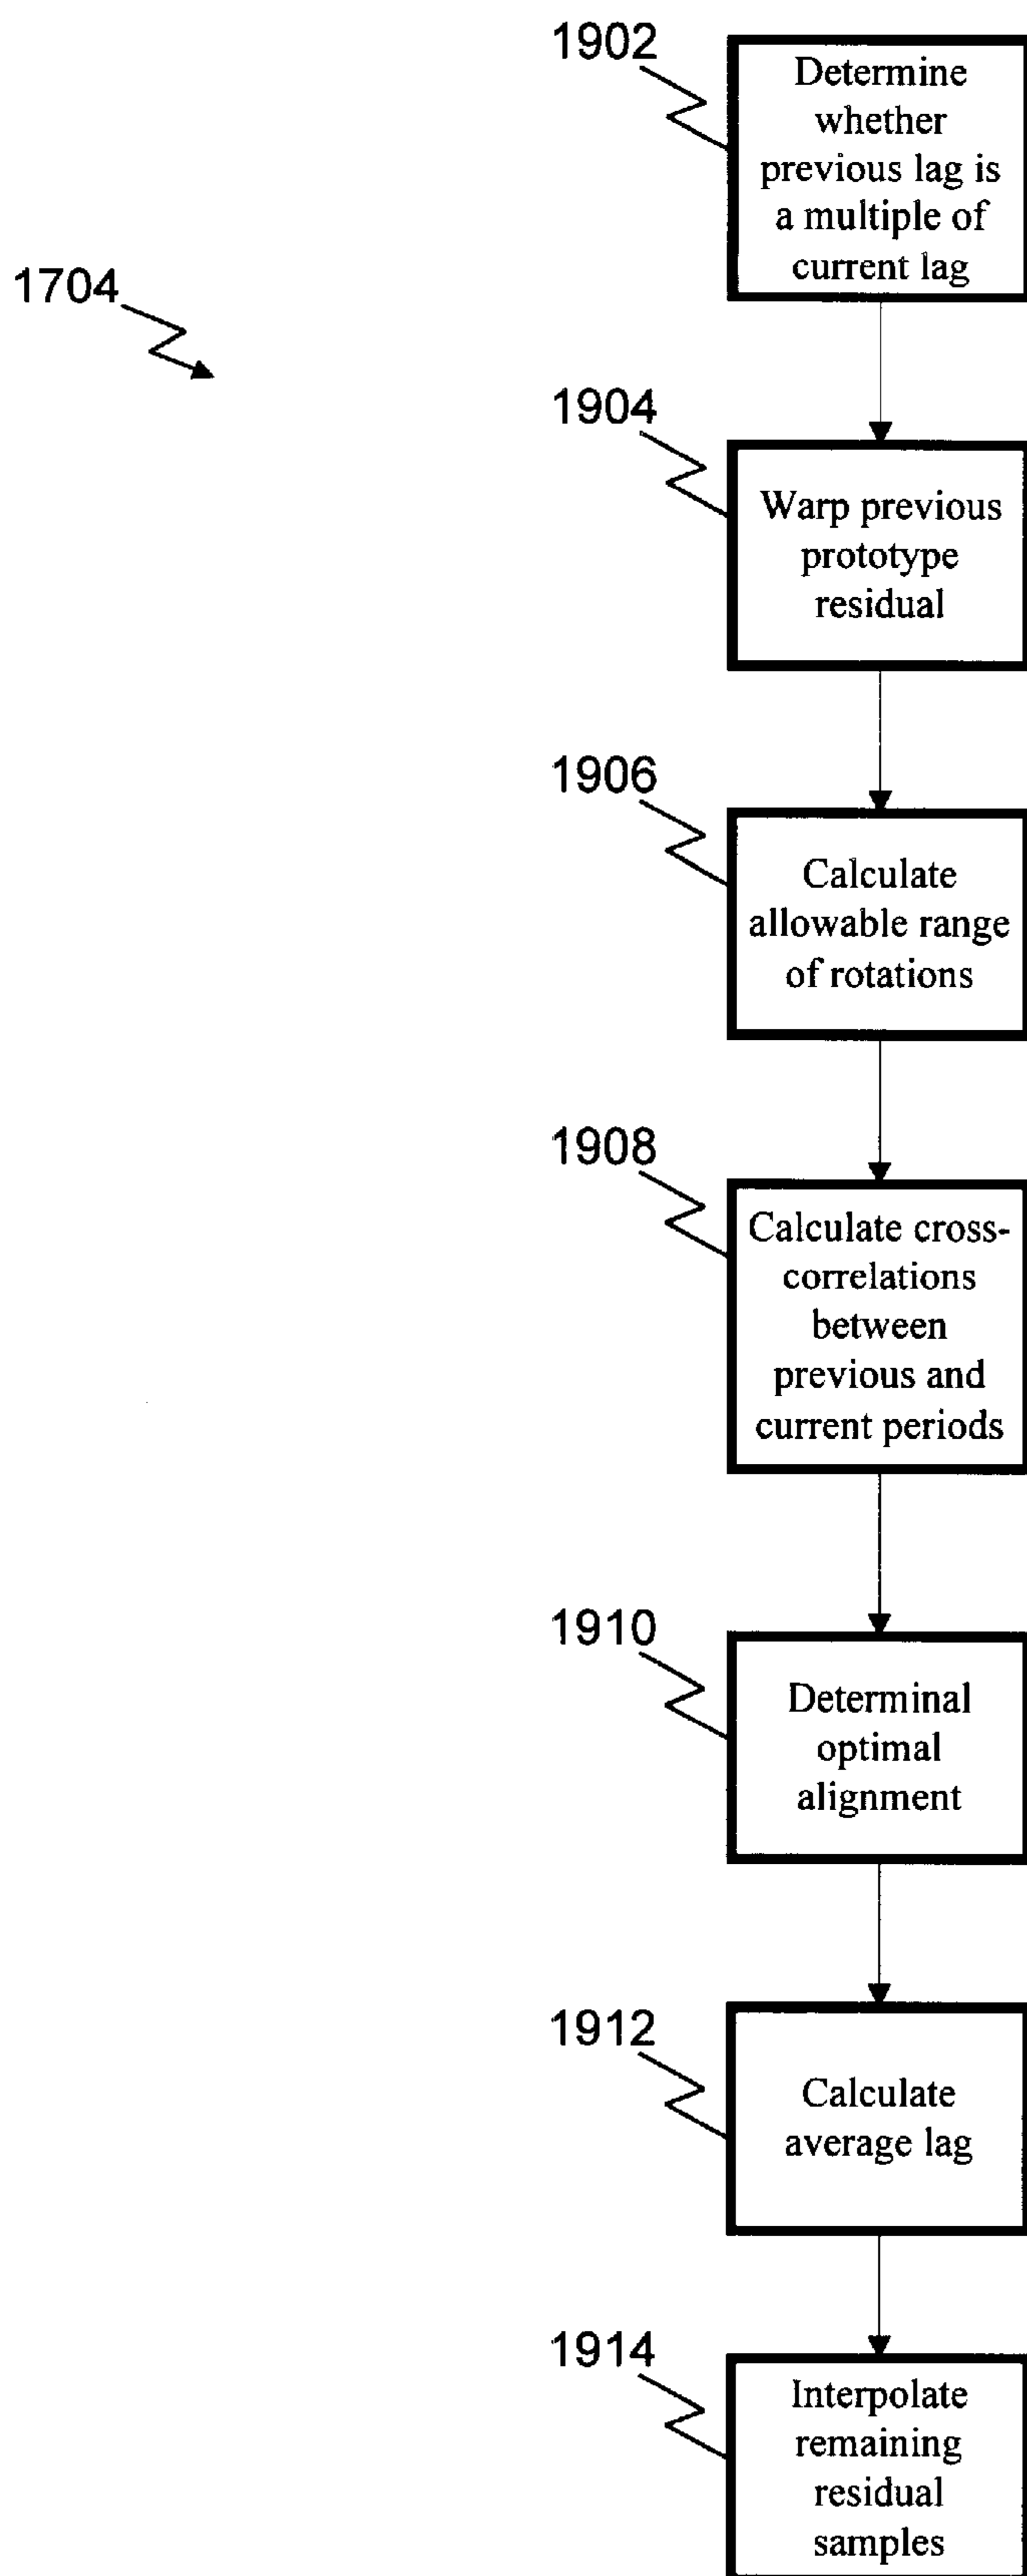 1902
Determine
whether
previous lag is
a multiple of
current lag
1704
1904
Warp previous
prototype
residual
1906
Calculate
allowable range
of rotations
1908
Calculate cross-
correlations
between
previous and
current periods
1910
Determinal
optimal
alignment
1912
Calculate
average lag
1914
Interpolate
remaining
residual
samples